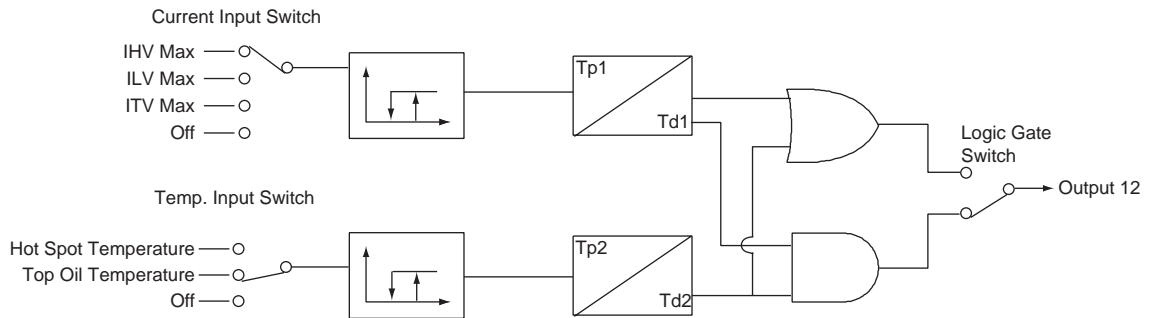 Current Input Switch
IHV Max
ILV Max
ITV Max
Off
Tp1
Td1
Logic Gate
Switch
Output 12
Temp. Input Switch
Hot Spot Temperature
Top Oil Temperature
Off
Tp2
Td2